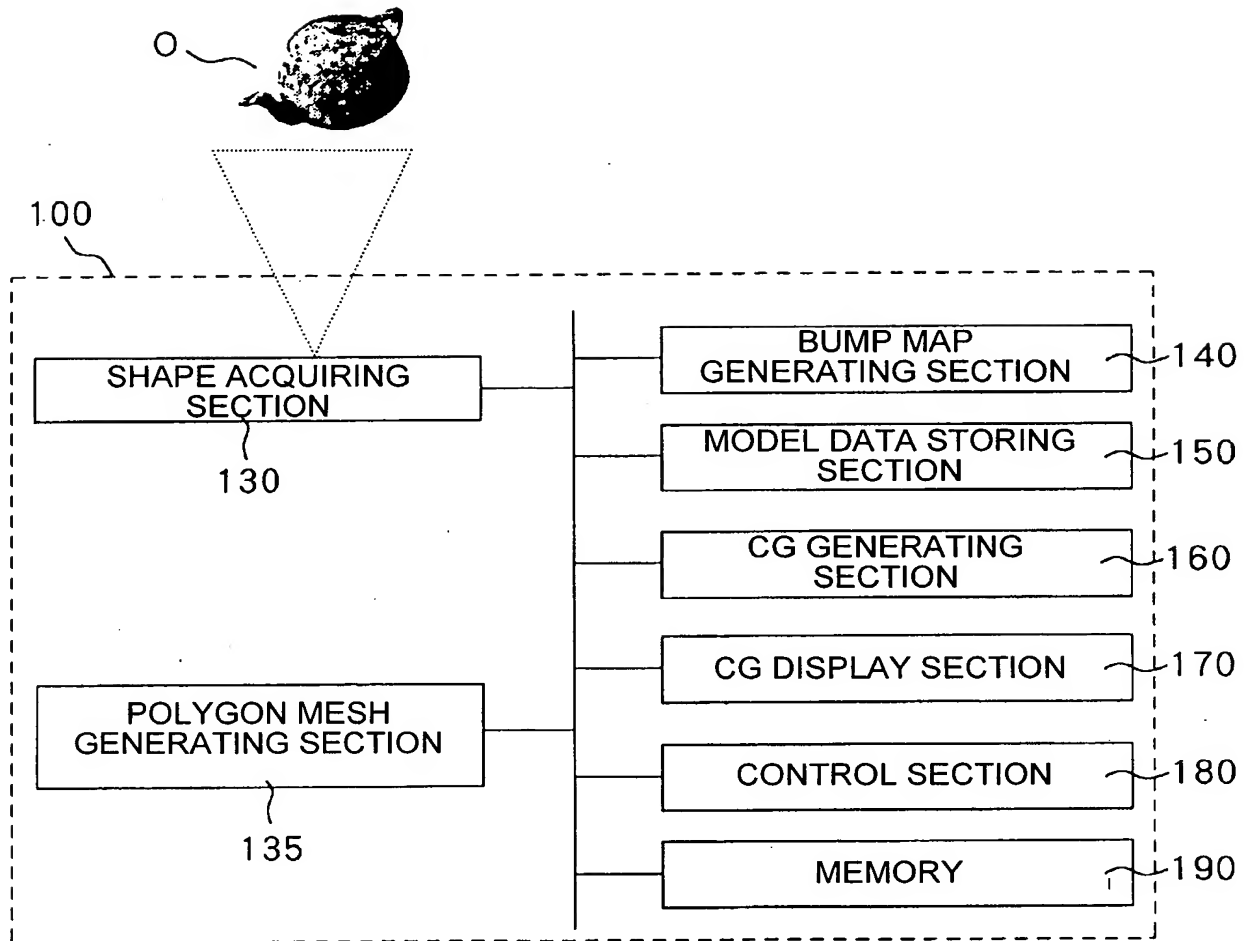 O
100
SHAPE ACQUIRING
SECTION
130
POLYGON MESH
GENERATING SECTION
135
BUMP MAP
GENERATING SECTION
140
MODEL DATA STORING
SECTION
150
CG GENERATING
SECTION
160
CG DISPLAY SECTION
170
CONTROL SECTION
180
MEMORY
190